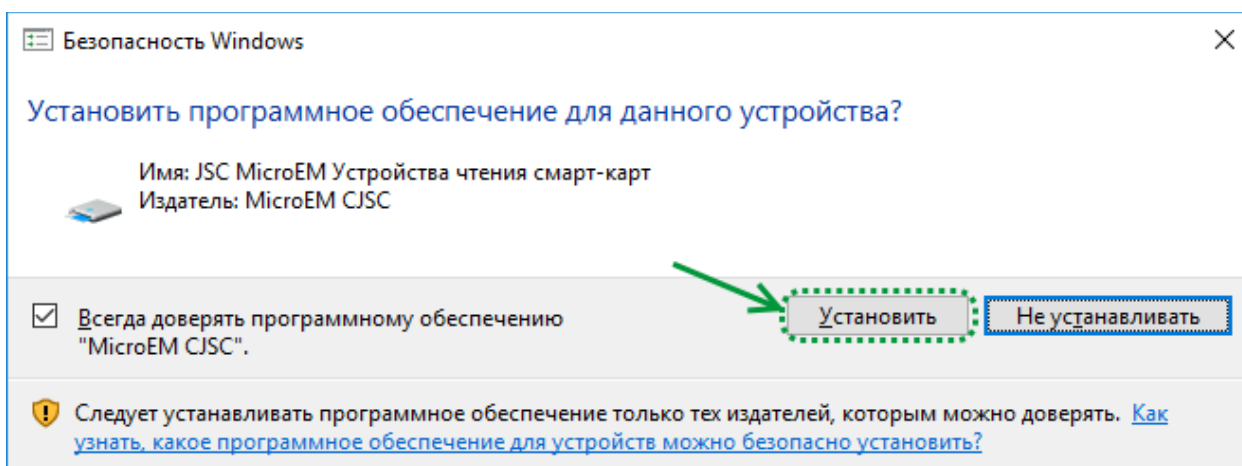 Безопасность Windows
Установить программное обеспечение для данного устройства?
Имя: JSC MicroEM Устройства чтения смарт-карт
Издатель: MicroEM CJSC
Всегда доверять программному обеспечению
"MicroEM CJSC".
Установить
Не устанавливать
Следует устанавливать программное обеспечение только тех издателей, которым можно доверять. Как
узнать, какое программное обеспечение для устройств можно безопасно установить?